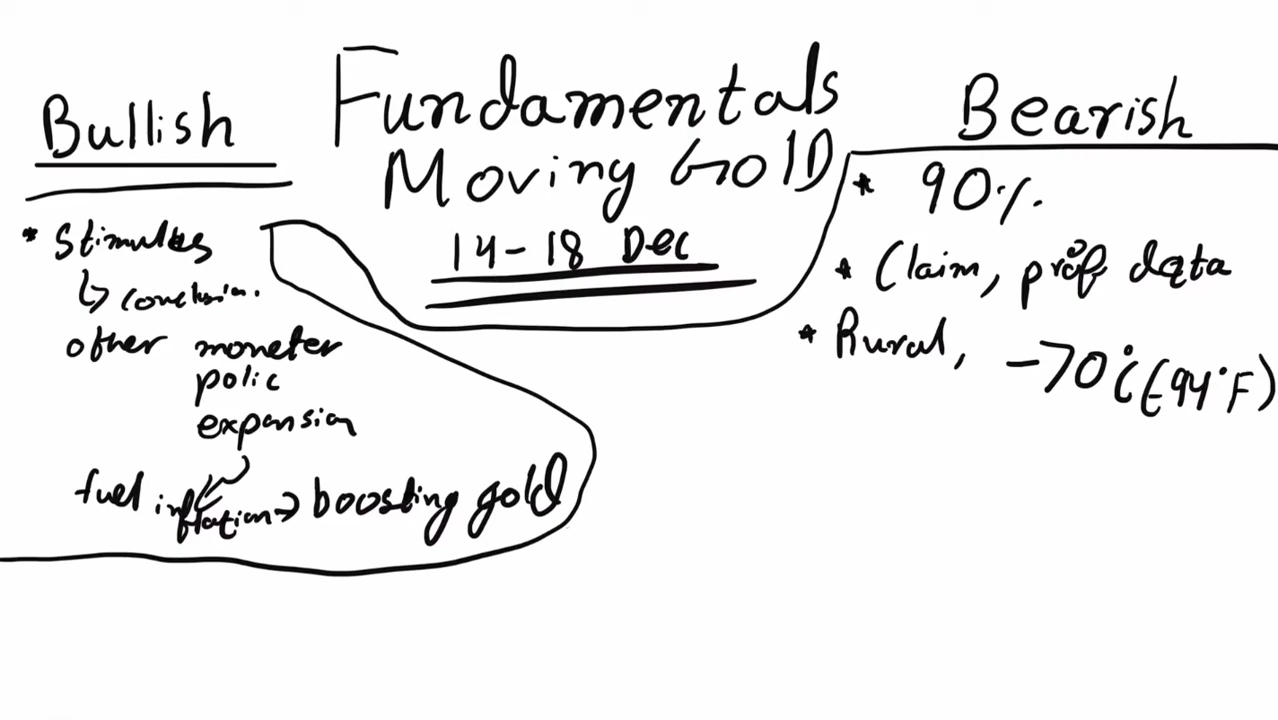 Fundamentals
Moving GOlD
14-18 Dec
Bullish
* Stimulus
↳ conclusion.
other moneter
polic
expansion
fuel inflation → boosting gold
Bearish
* 90%
* Claim, prof data
* Rural, -70°C (94°F)